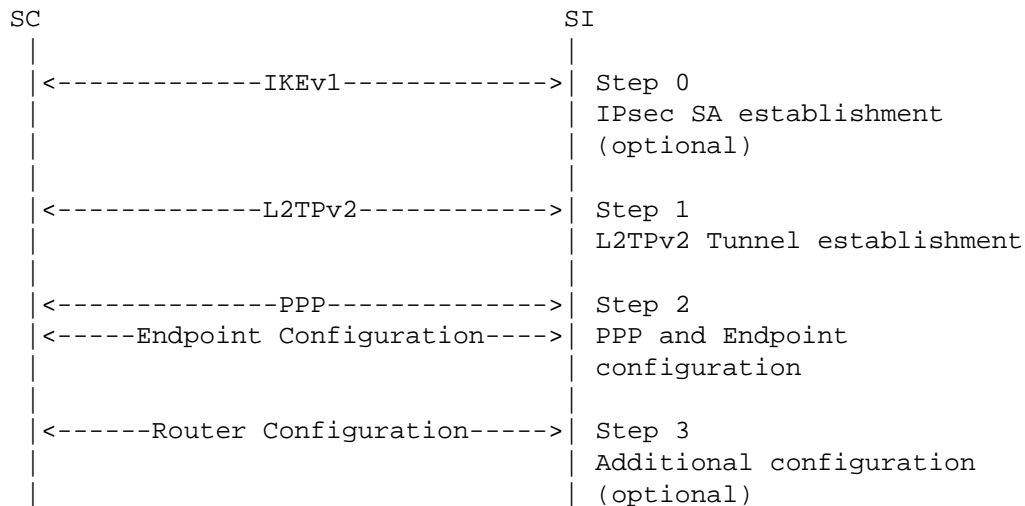 SC                                   SI
 |                                   |
 |<-------------IKEv1------------->| Step 0
 |                                   | IPsec SA establishment
 |                                   | (optional)
 |                                   |
 |<-------------L2TPv2------------>| Step 1
 |                                   | L2TPv2 Tunnel establishment
 |                                   |
 |<--------------PPP-------------->| Step 2
 |<-----Endpoint Configuration---->| PPP and Endpoint
 |                                   | configuration
 |                                   |
 |<------Router Configuration----->| Step 3
 |                                   | Additional configuration
 |                                   | (optional)